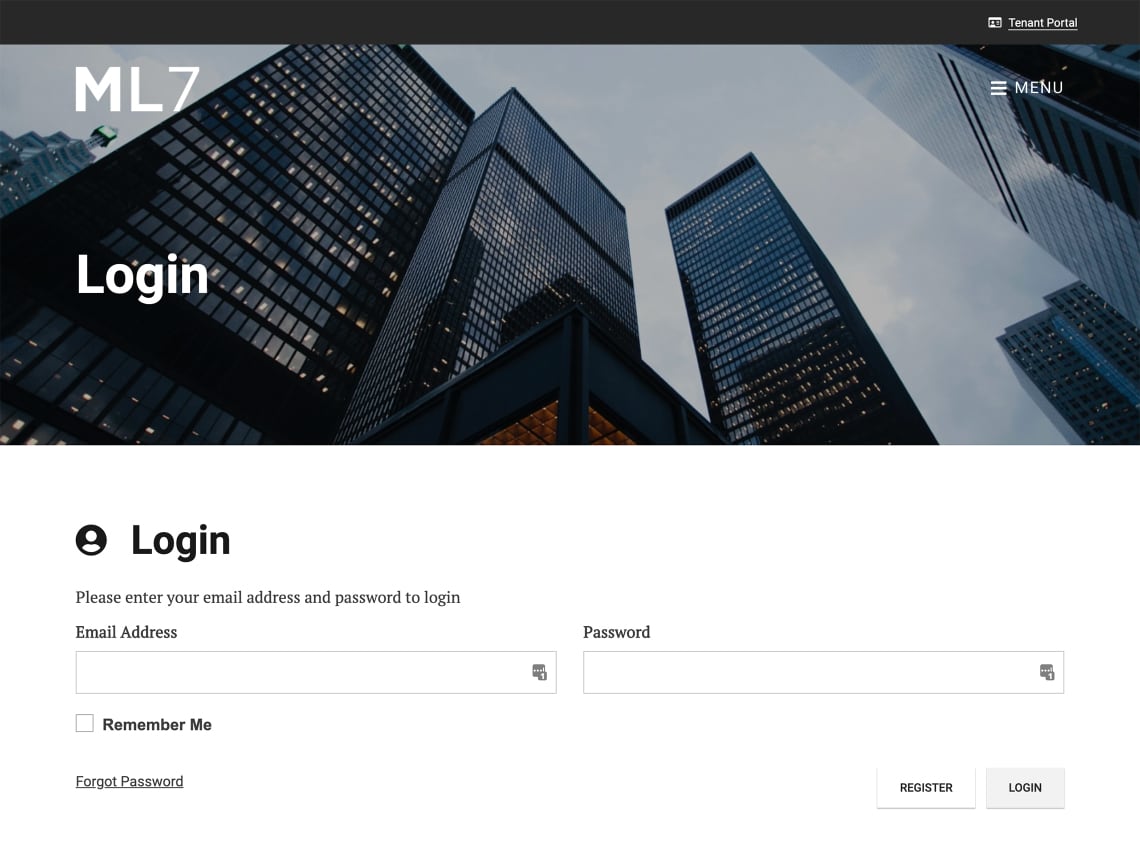 Tenant Portal
ML7
MENU
Login
Login
Please enter your email address and password to login
Email Address
Password
Remember Me
Forgot Password
REGISTER
LOGIN